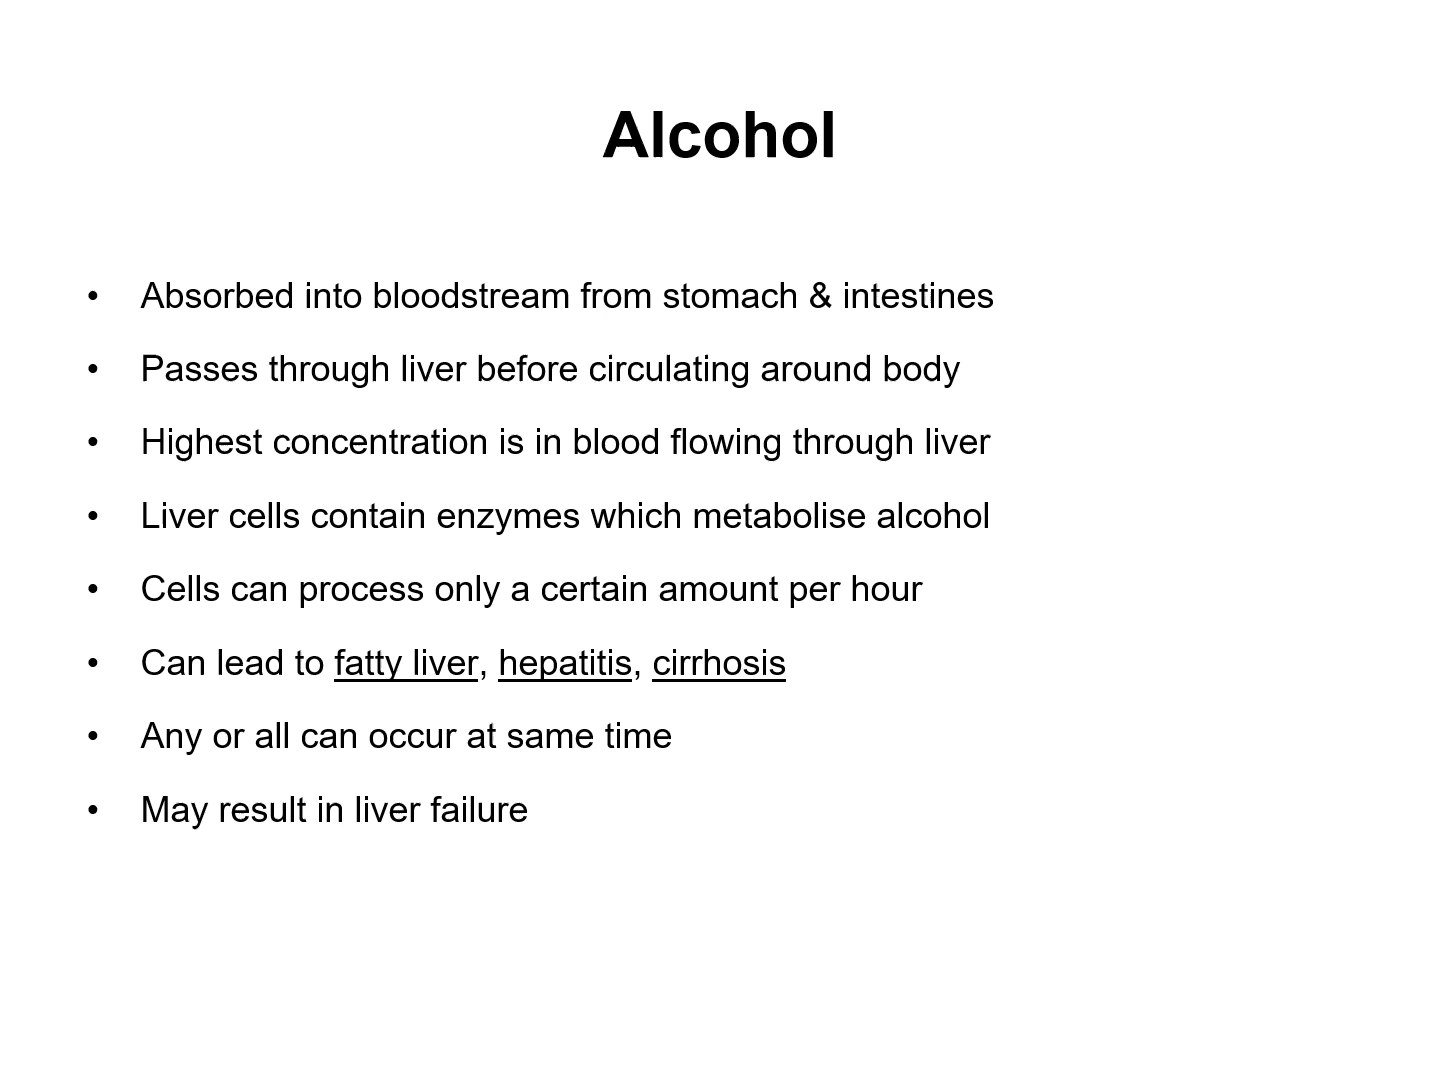 Alcohol
• Absorbed into bloodstream from stomach & intestines
• Passes through liver before circulating around body
• Highest concentration is in blood flowing through liver
• Liver cells contain enzymes which metabolise alcohol
• Cells can process only a certain amount per hour
• Can lead to fatty liver, hepatitis, cirrhosis
• Any or all can occur at same time
• May result in liver failure